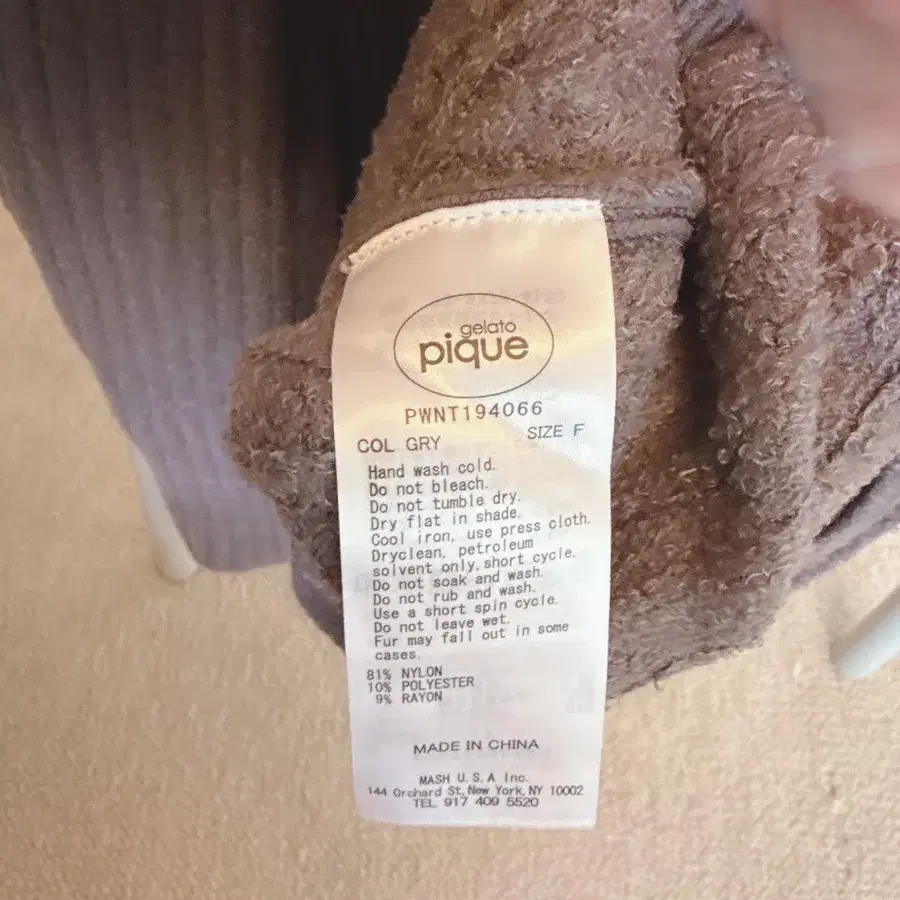 gelato
pique
PWNT194066
COL GRY SIZE F
Hand wash cold.
Do not bleach.
Do not tumble dry.
Dry flat in shade.
Cool iron, use press cloth.
Dryclean, petroleum
solvent only, short cycle.
Do not soak and wash.
Do not rub and wash.
Use a short spin cycle.
Do not leave wet.
Fur may fall out in some
cases.
81% NYLON
10% POLYESTER
9% RAYON
MADE IN CHINA
MASH U.S.A Inc.
144 Orchard St, New York, NY 10002
TEL 917 409 5520